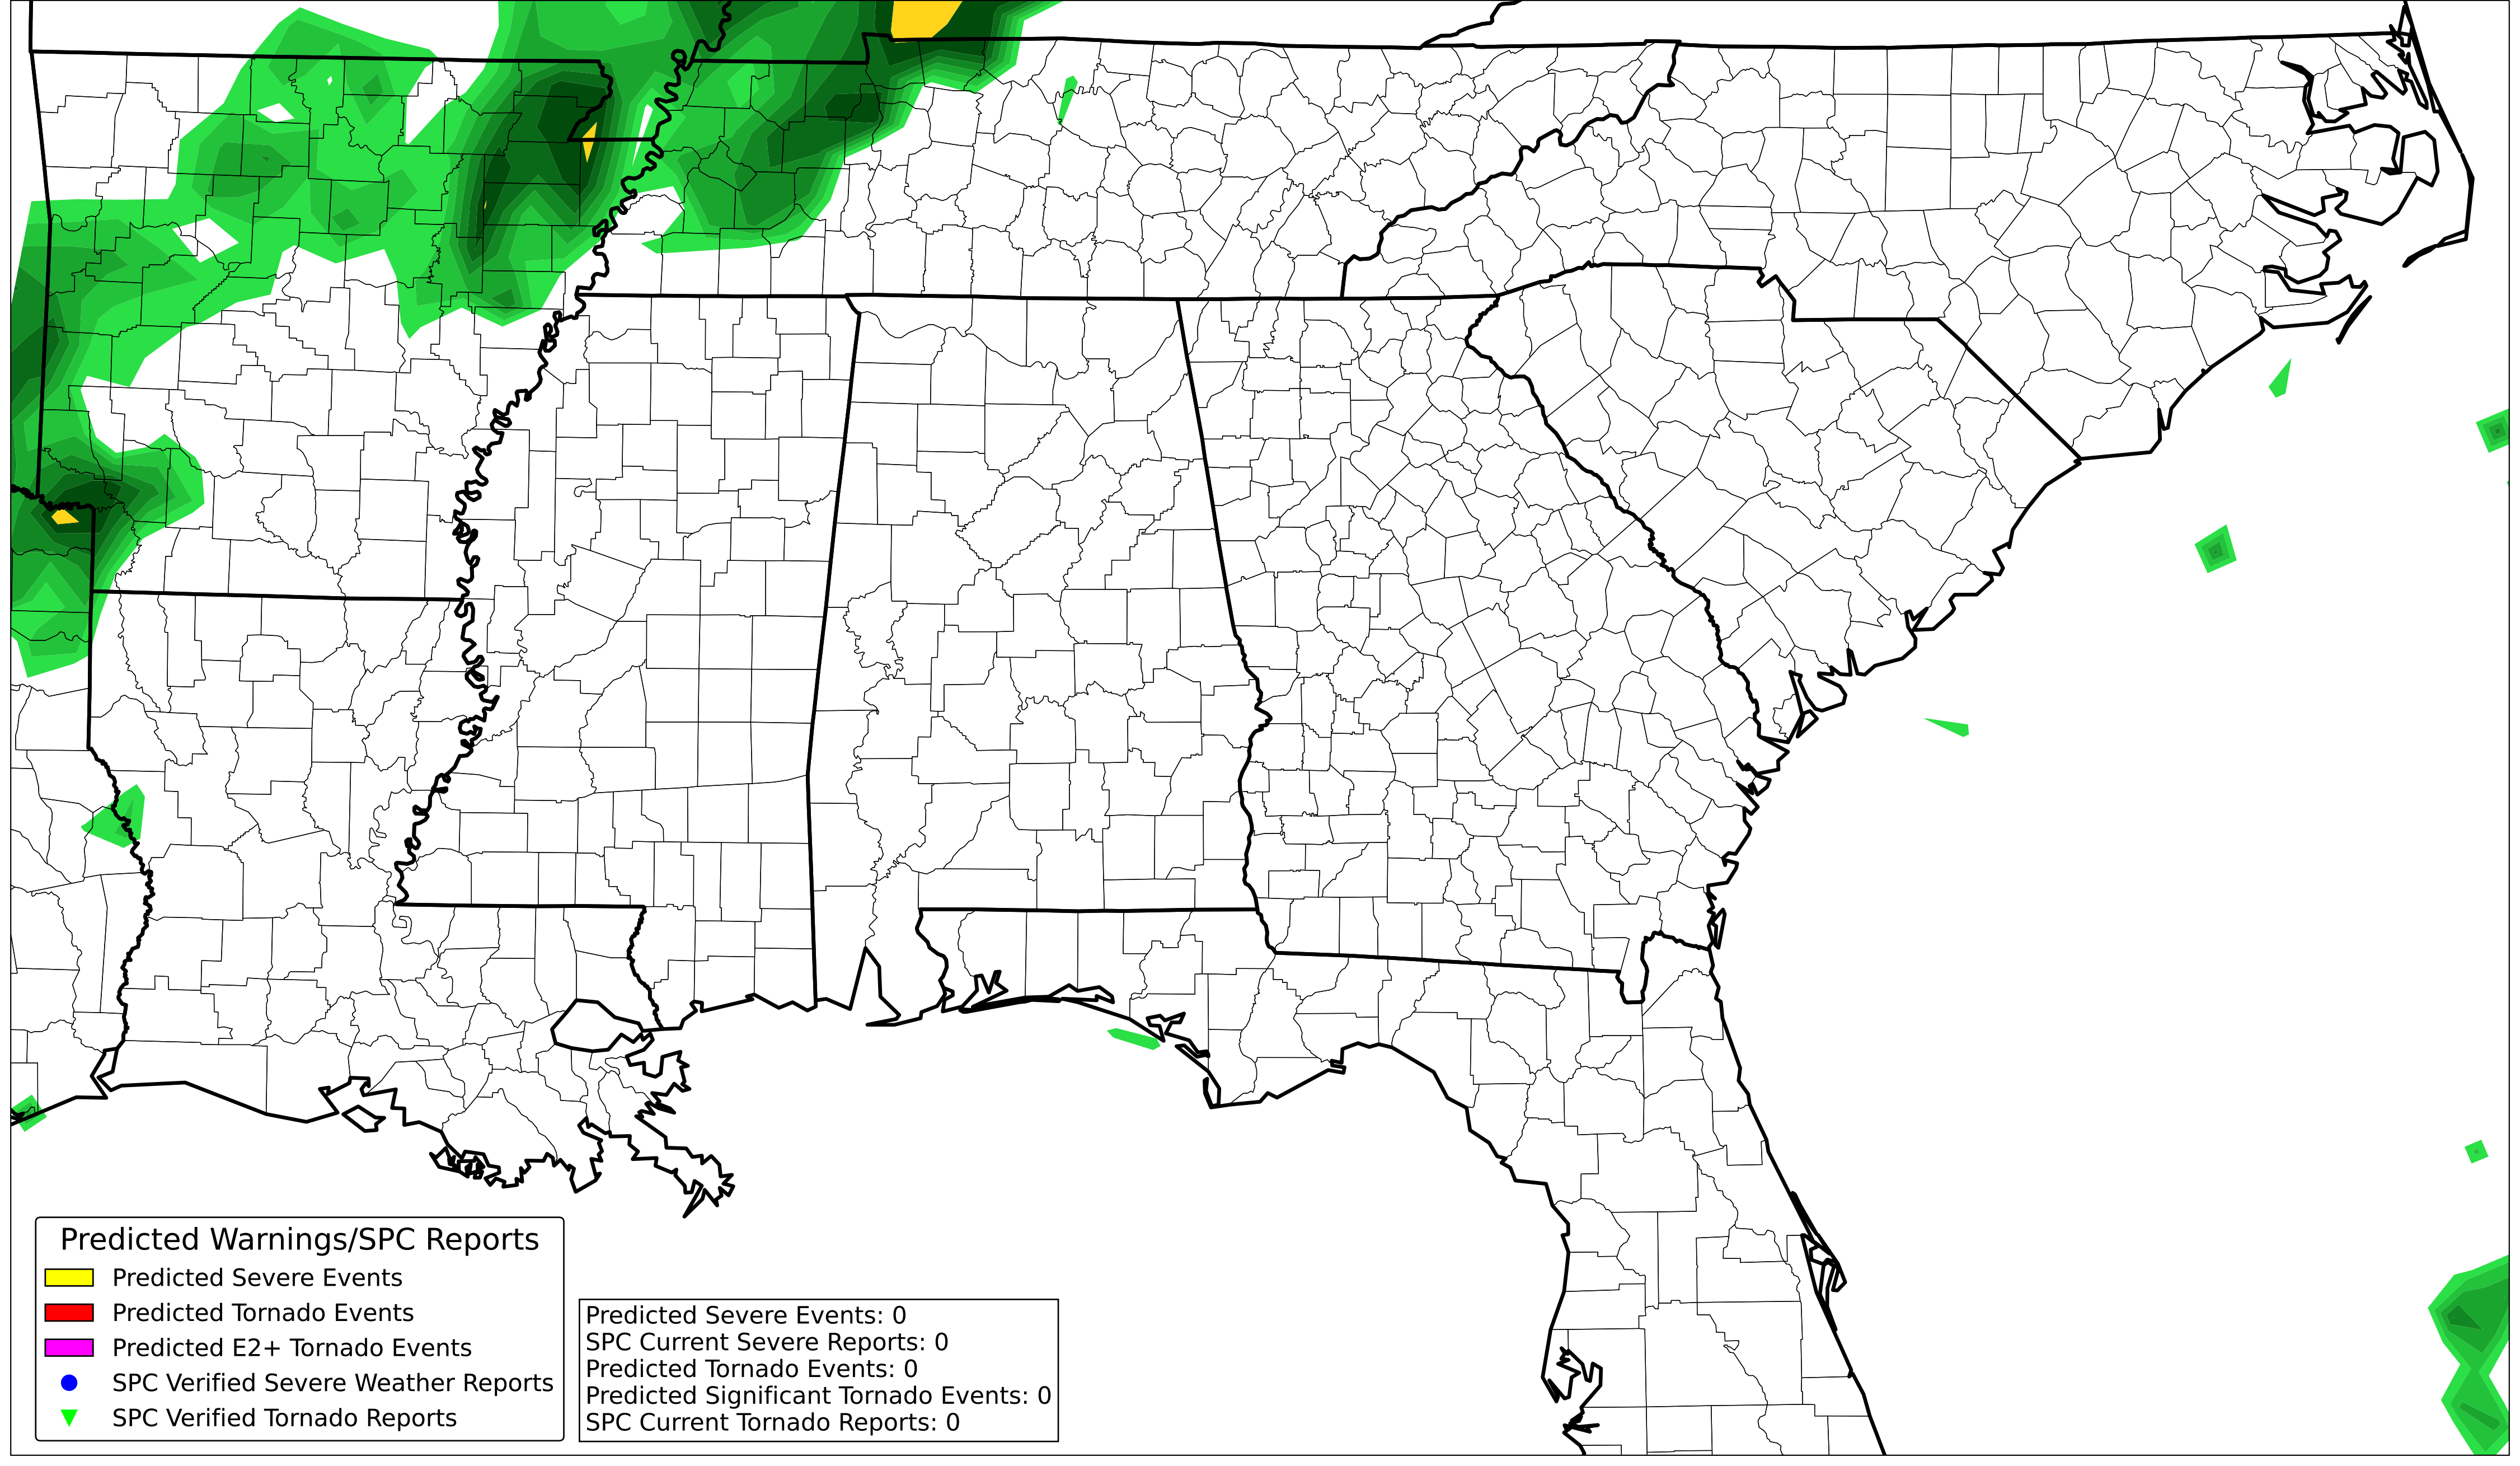 Predicted Warnings/SPC Reports
Predicted Severe Events
Predicted Tornado Events
Predicted E2+ Tornado Events
SPC Verified Severe Weather Reports
SPC Verified Tornado Reports
Predicted Severe Events: 0
SPC Current Severe Reports: 0
Predicted Tornado Events: 0
Predicted Significant Tornado Events: 0
SPC Current Tornado Reports: 0